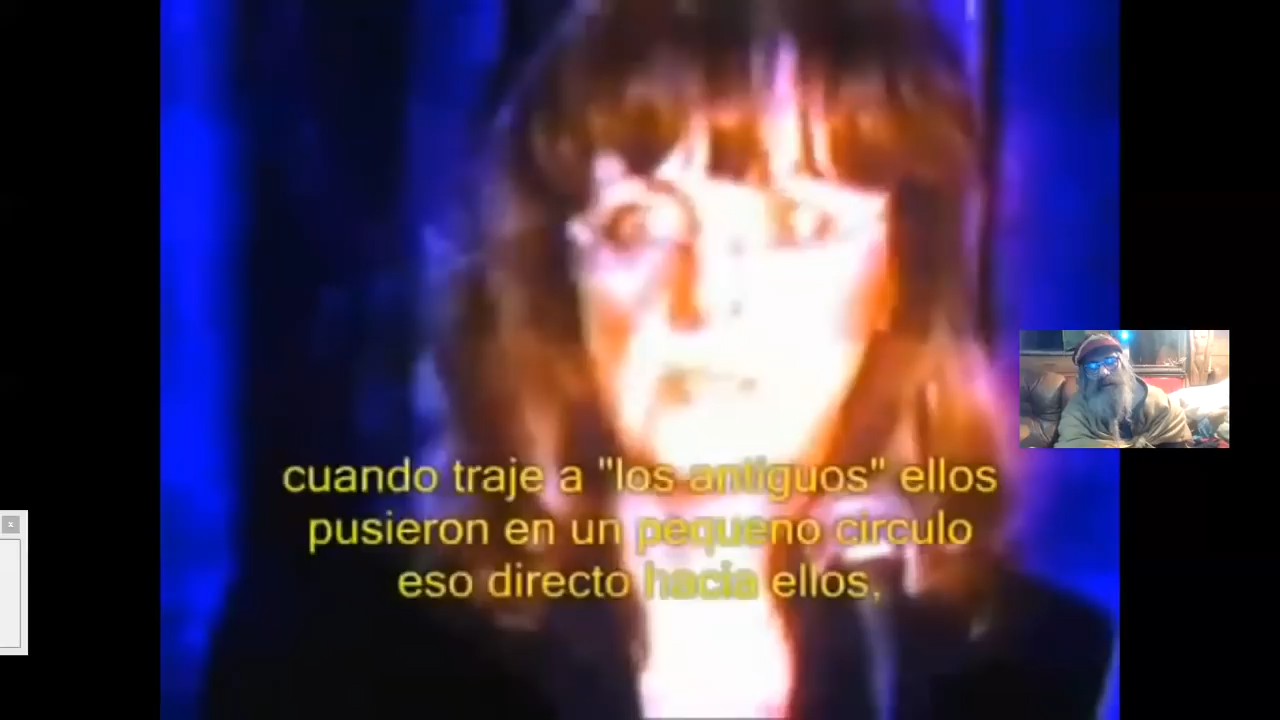 cuando traje a "los antiguos" ellos
pusieron en un pequeno circulo
eso directo hacia ellos,
x